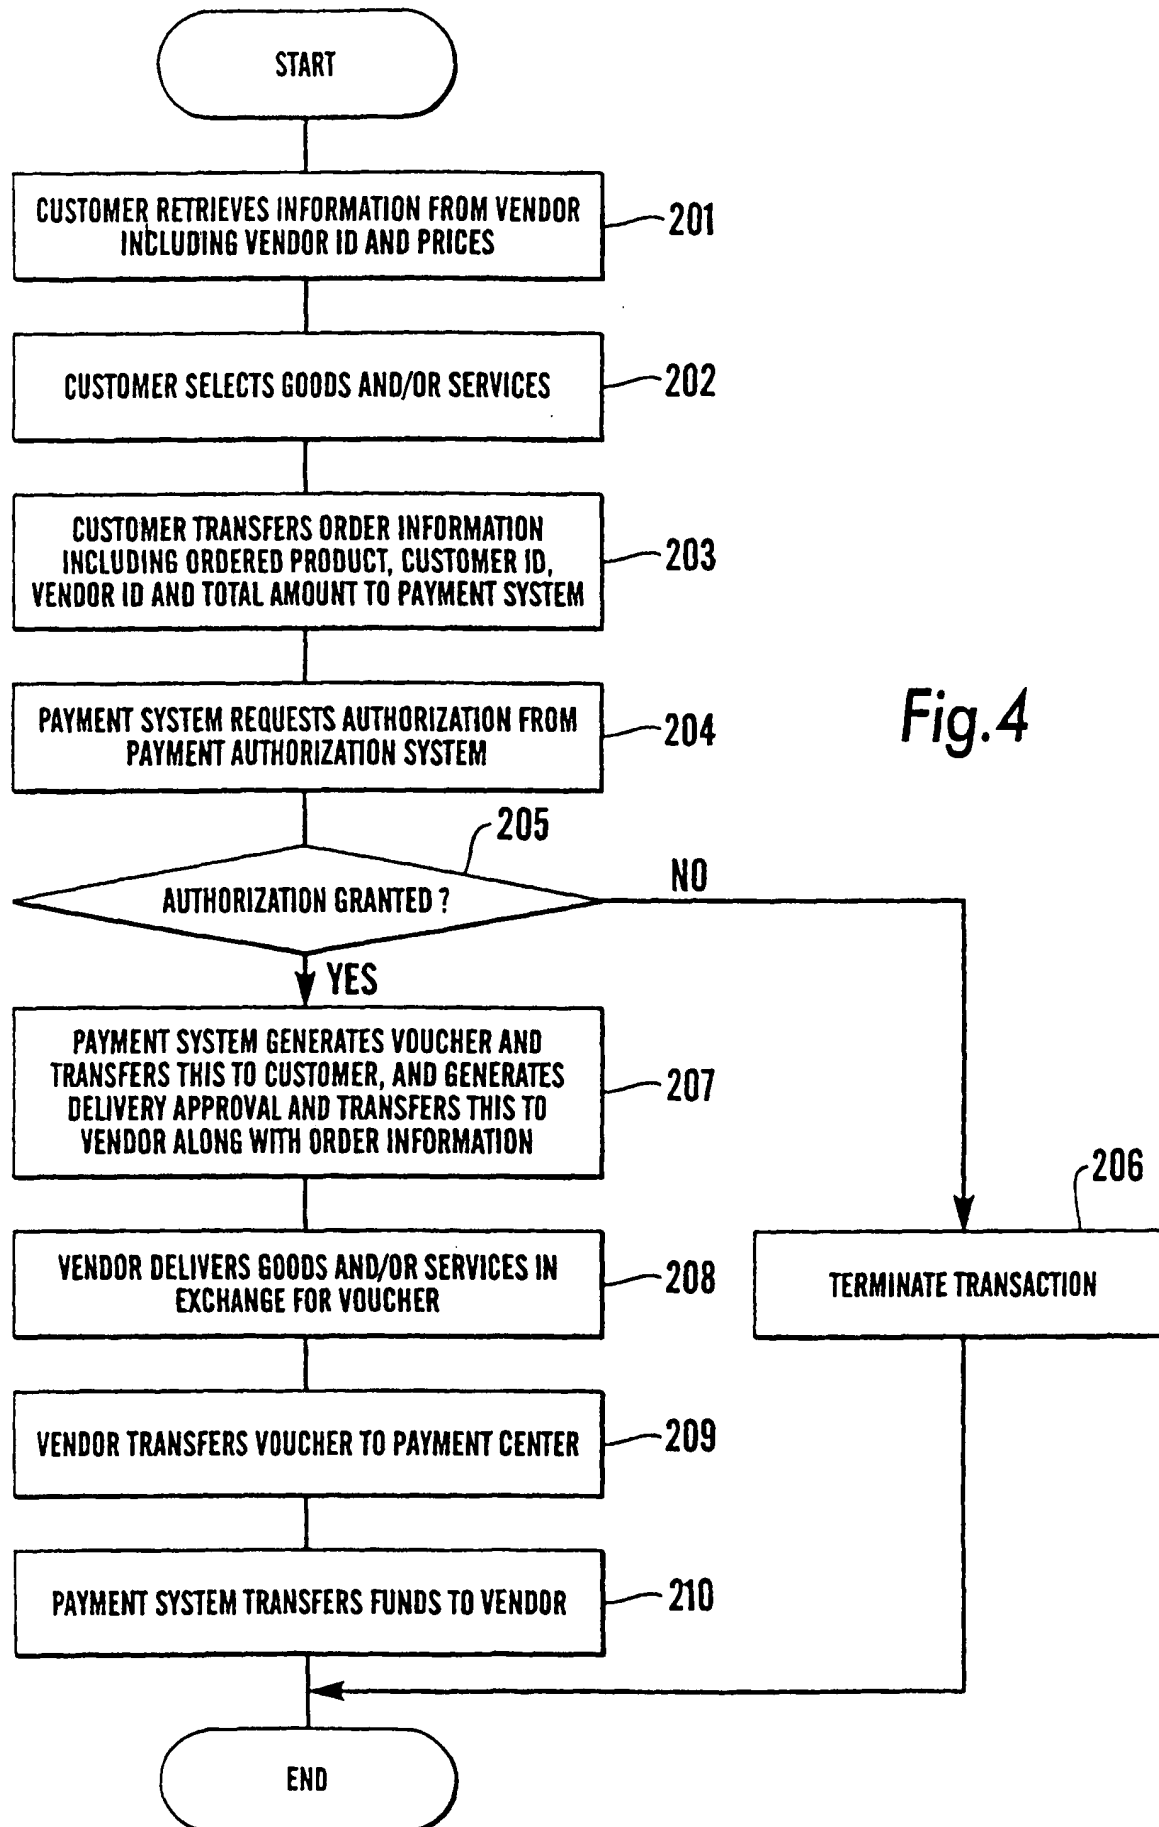 START
CUSTOMER RETRIEVES INFORMATION FROM VENDOR
INCLUDING VENDOR ID AND PRICES
201
CUSTOMER SELECTS GOODS AND/OR SERVICES
202
CUSTOMER TRANSFERS ORDER INFORMATION
INCLUDING ORDERED PRODUCT, CUSTOMER ID,
VENDOR ID AND TOTAL AMOUNT TO PAYMENT SYSTEM
203
PAYMENT SYSTEM REQUESTS AUTHORIZATION FROM
PAYMENT AUTHORIZATION SYSTEM
204
Fig.4
205
AUTHORIZATION GRANTED ?
NO
YES
PAYMENT SYSTEM GENERATES VOUCHER AND
TRANSFERS THIS TO CUSTOMER, AND GENERATES
DELIVERY APPROVAL AND TRANSFERS THIS TO
VENDOR ALONG WITH ORDER INFORMATION
207
206
TERMINATE TRANSACTION
VENDOR DELIVERS GOODS AND/OR SERVICES IN
EXCHANGE FOR VOUCHER
208
VENDOR TRANSFERS VOUCHER TO PAYMENT CENTER
209
PAYMENT SYSTEM TRANSFERS FUNDS TO VENDOR
210
END